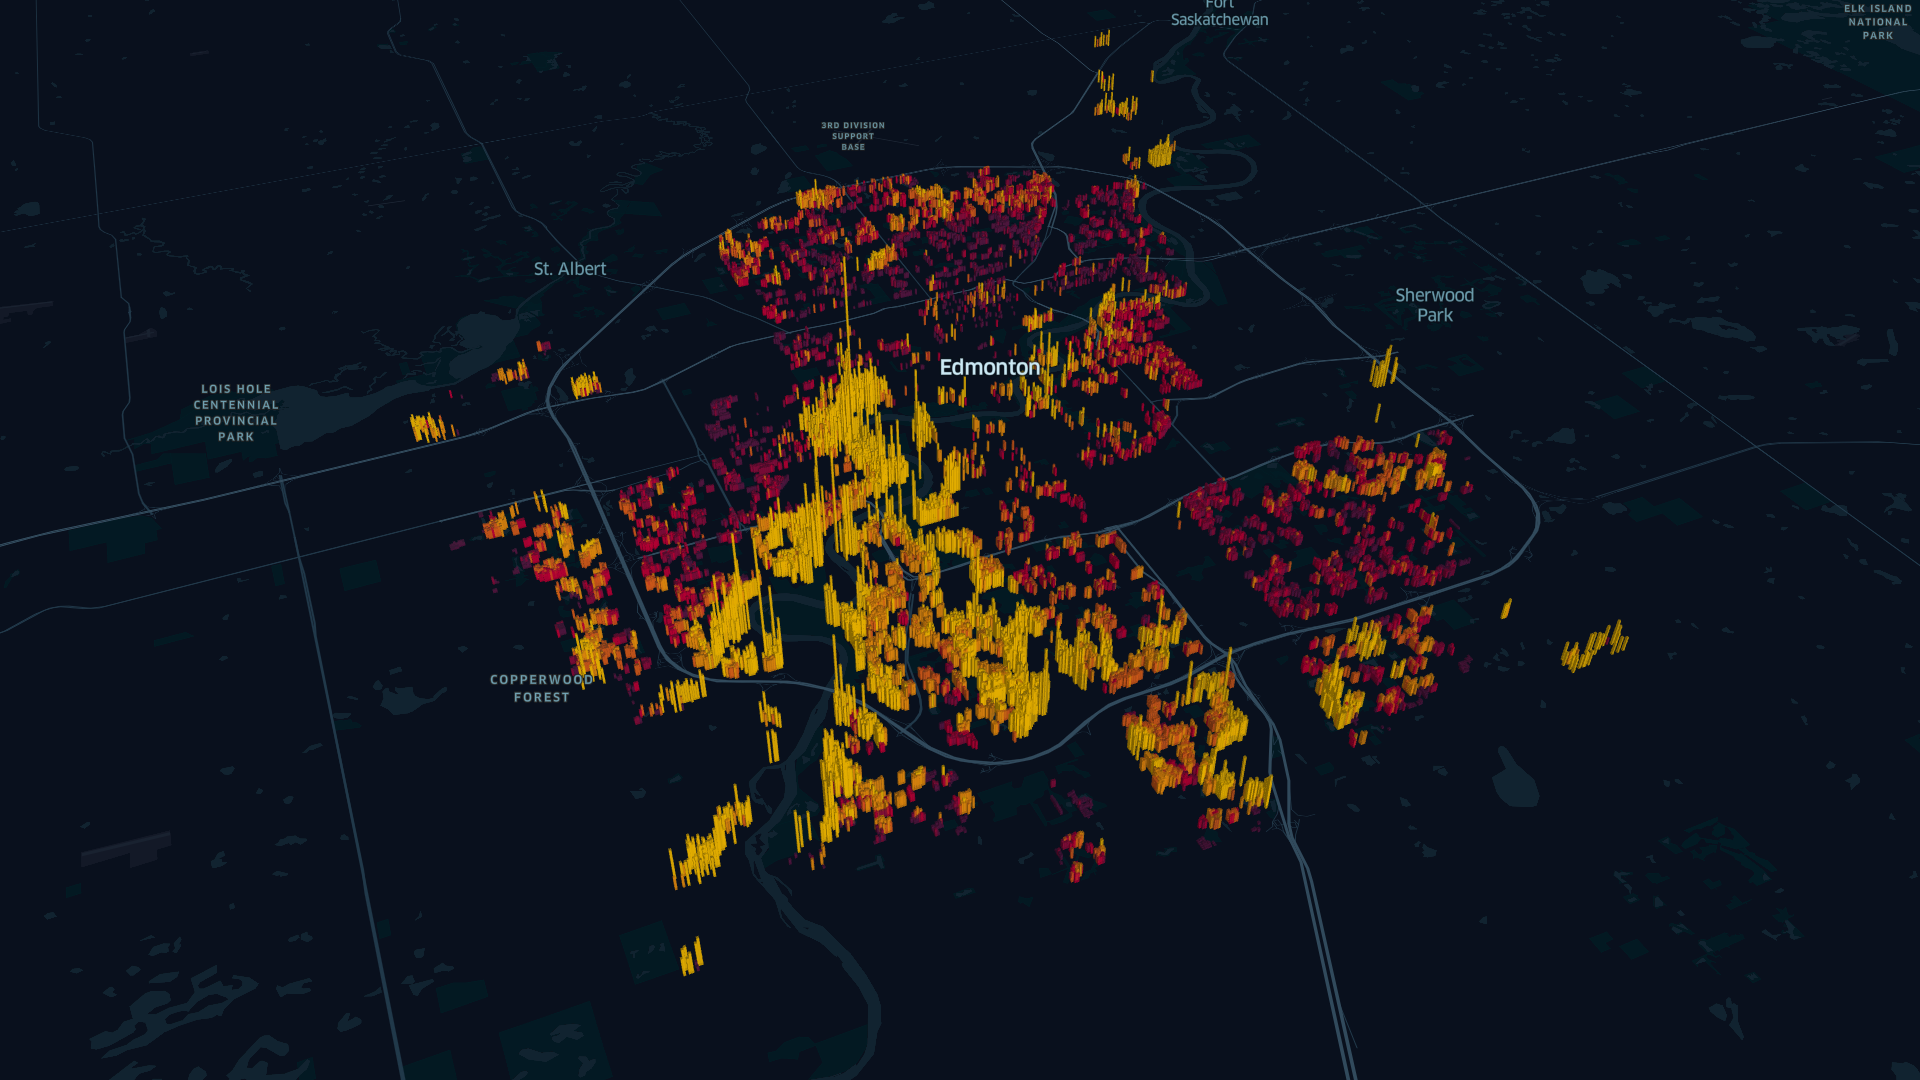 Fort
Saskatchewan
ELK ISLAND
NATIONAL
PARK
3RD DIVISION
SUPPORT
BASE
St. Albert
Sherwood
Park
Edmonton
LOIS HOLE
CENTENNIAL
PROVINCIAL
PARK
COPPERWOOD
FOREST